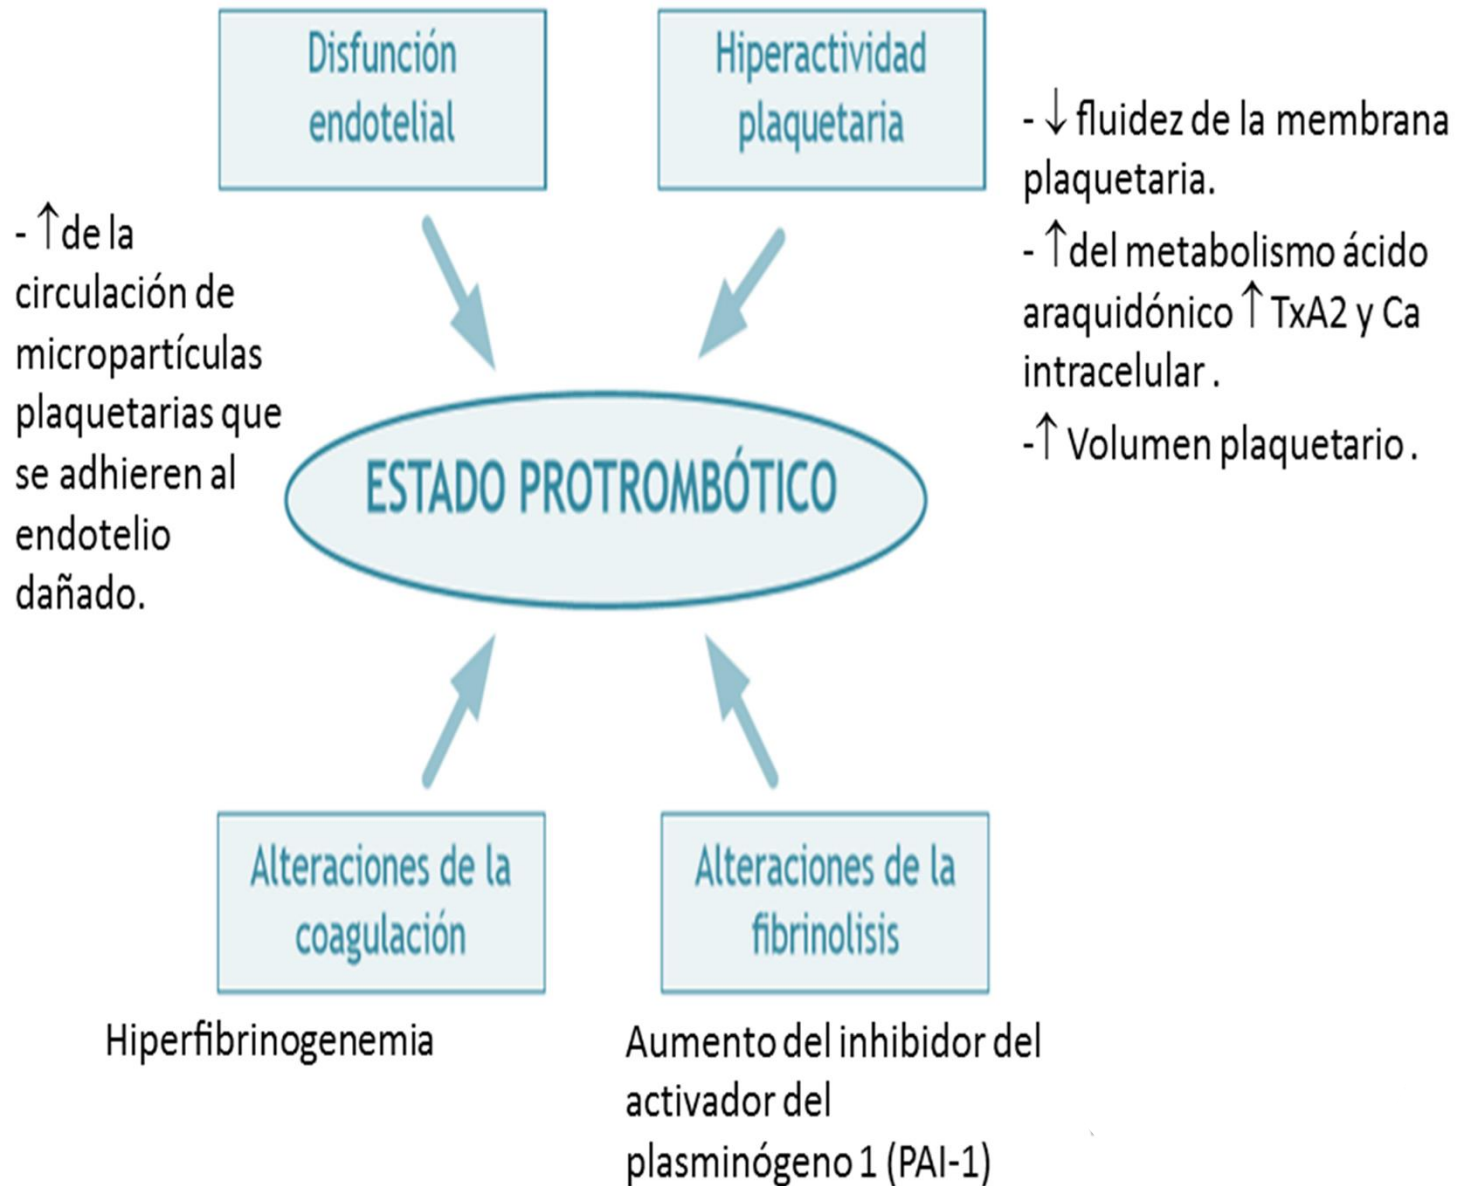 Disfunción
endotelial
Hiperactividad
plaquetaria
- ↓ fluidez de la membrana
plaquetaria.
- ↑del metabolismo ácido
araquidónico ↑ TxA2 y Ca
intracelular .
-↑ Volumen plaquetario .
- ↑de la
circulación de
micropartículas
plaquetarias que
se adhieren al
endotelio
dañado.
ESTADO PROTROMBÓTICO
Alteraciones de la
coagulación
Hiperfibrinogenemia
Alteraciones de la
fibrinolisis
Aumento del inhibidor del
activador del
plasminógeno 1 (PAI-1)